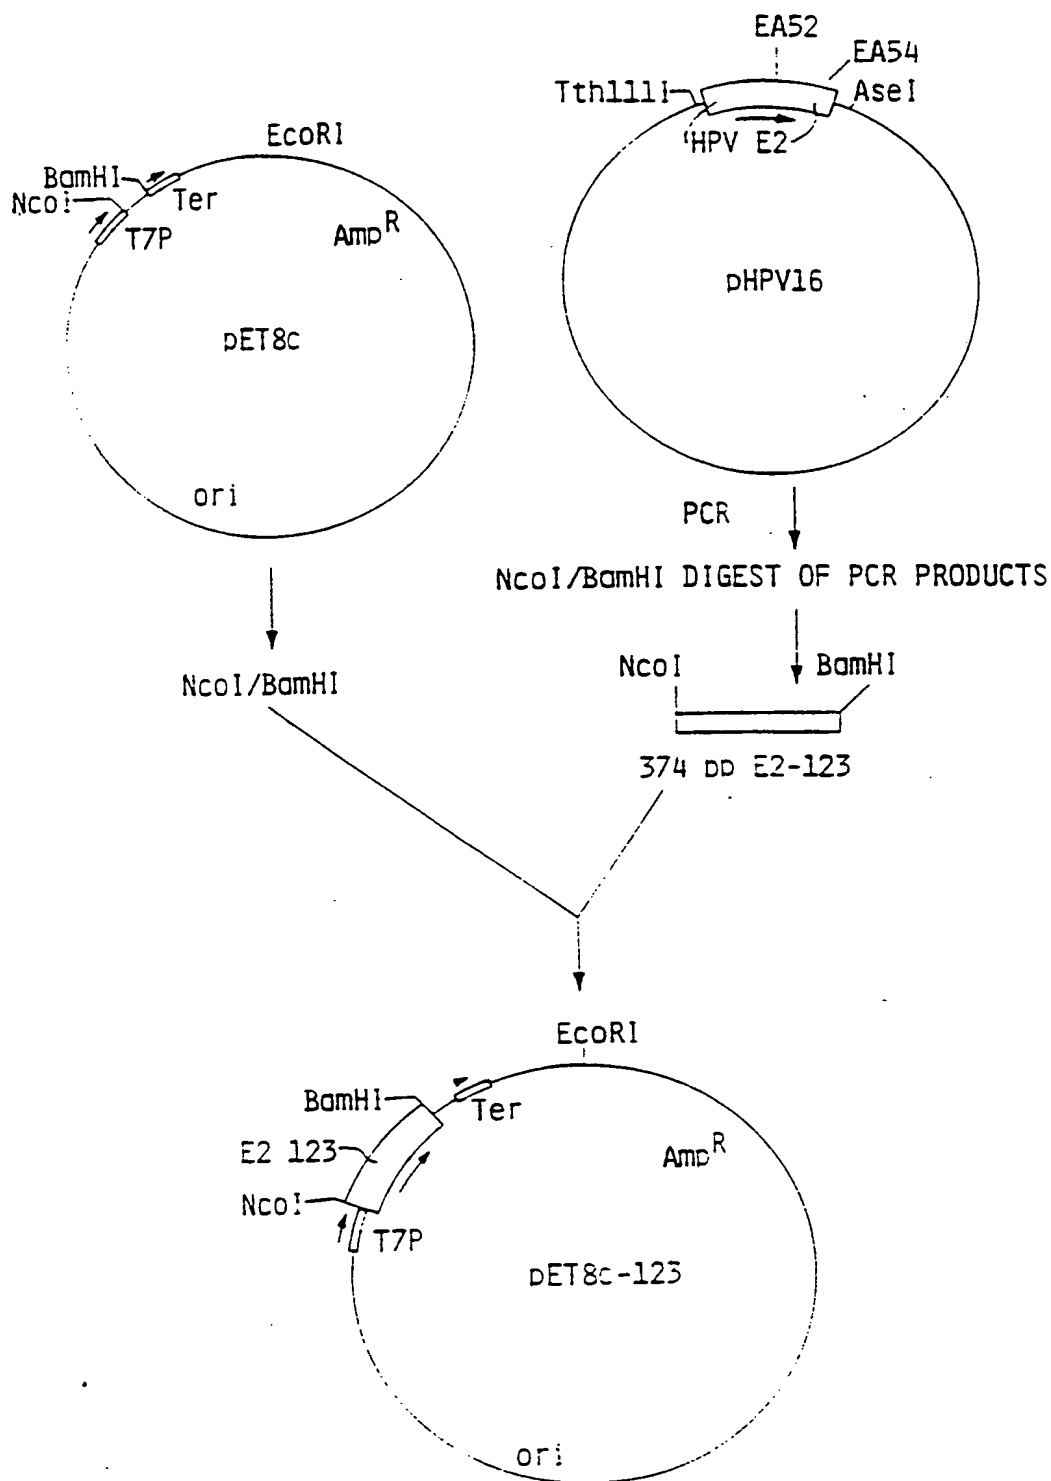 EA52
EA54
Tth111I
AseI
HPV E2
pHPV16
EcoRI
BamHI
NcoI
Ter
T7P
Amp^R
pET8c
ori
PCR
NcoI/BamHI DIGEST OF PCR PRODUCTS
NcoI/BamHI
NcoI
BamHI
374 bp E2-123
EcoRI
BamHI
Ter
E2 123
Amp^R
NcoI
T7P
pET8c-123
ori